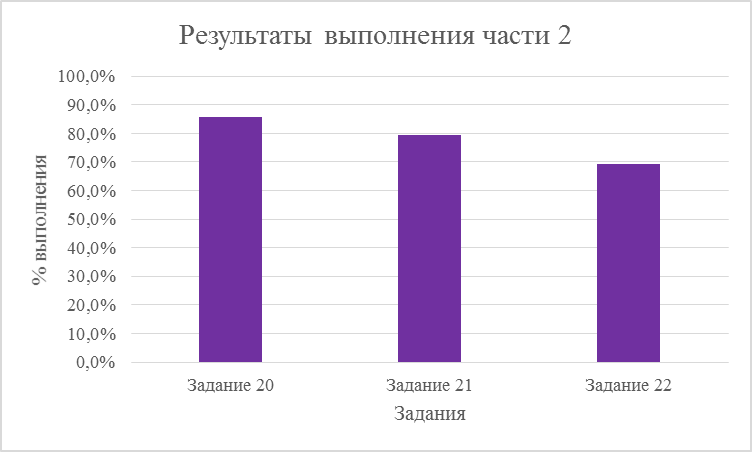 Результаты выполнения части 2
% выполнения
100,0%
90,0%
80,0%
70,0%
60,0%
50,0%
40,0%
30,0%
20,0%
10,0%
0,0%
Задание 20
Задание 21
Задание 22
Задания